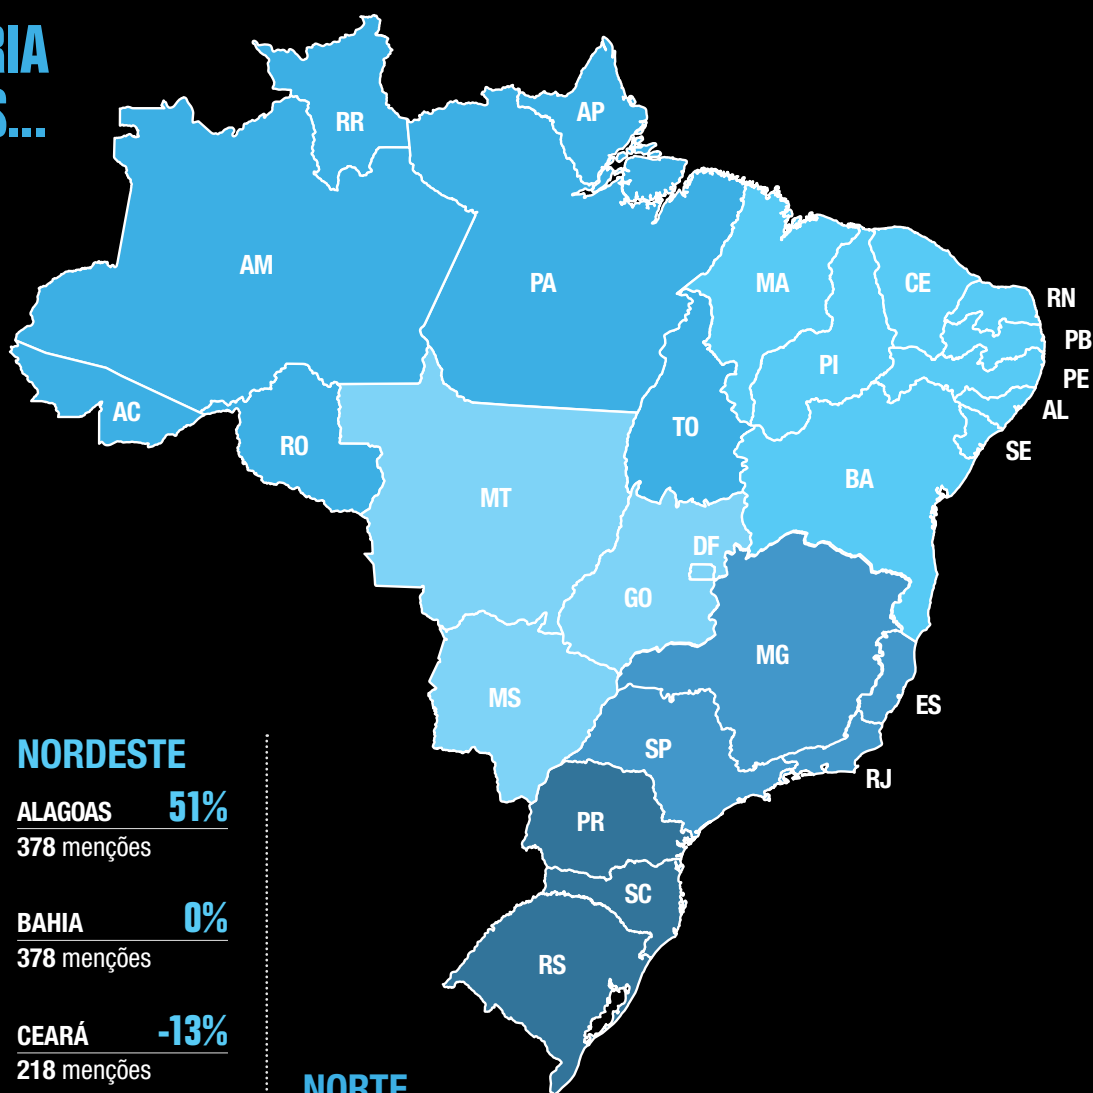 RIA
S...
RR
AP
AM
PA
MA
CE
RN
PB
PI
PE
AC
AL
TO
RO
SE
BA
MT
DF
GO
MG
MS
ES
SP
RJ
PR
SC
RS
NORDESTE
ALAGOAS 51%
378 menções
BAHIA 0%
378 menções
CEARÁ -13%
218 menções
NORTE